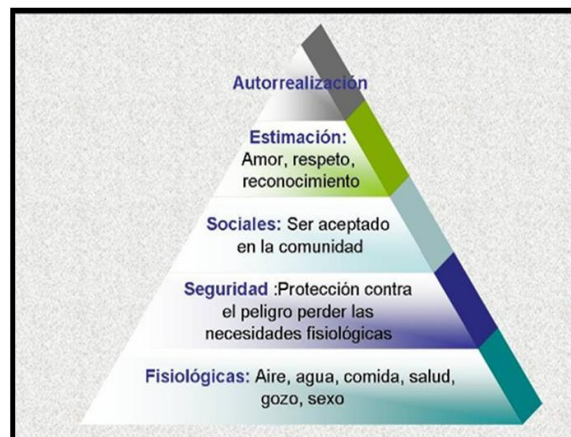 Autorrealización
Estimación:
Amor, respeto,
reconocimiento
Sociales: Ser aceptado
en la comunidad
Seguridad :Protección contra
el peligro perder las
necesidades fisiológicas
Fisiológicas: Aire, agua, comida, salud,
gozo, sexo